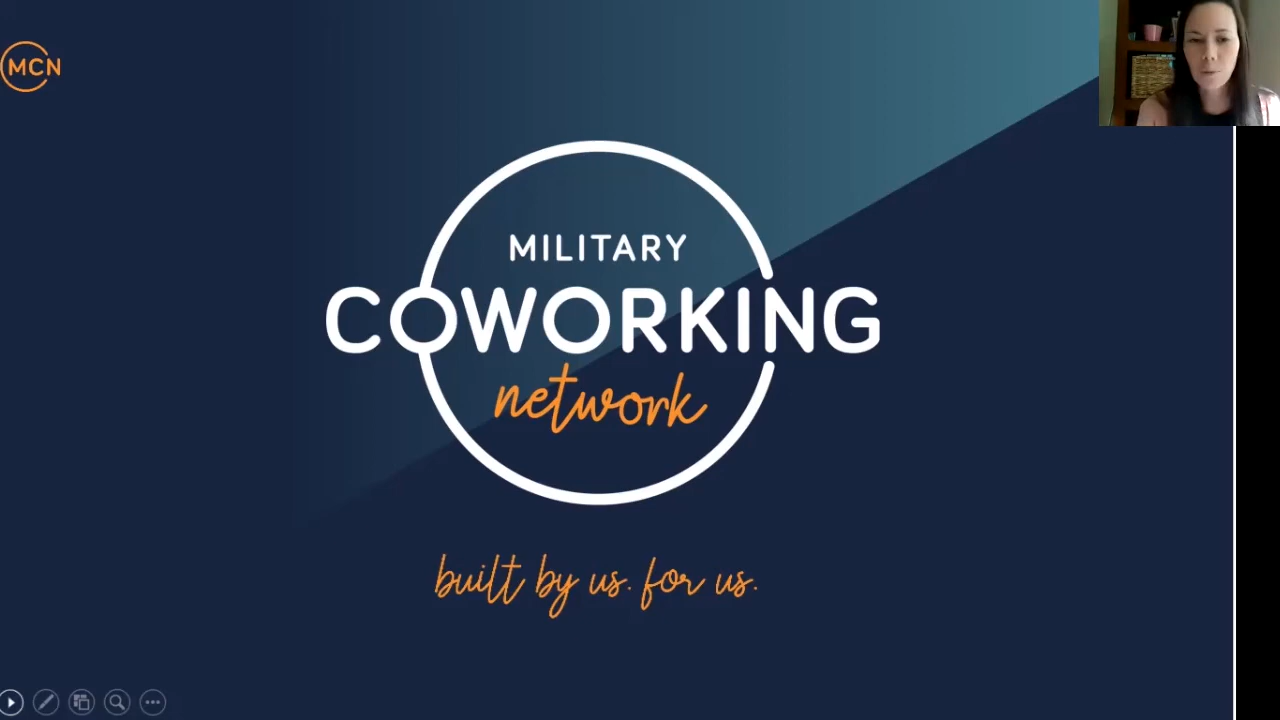 MCN
MILITARY
COWORKING
network
built by us. for us.